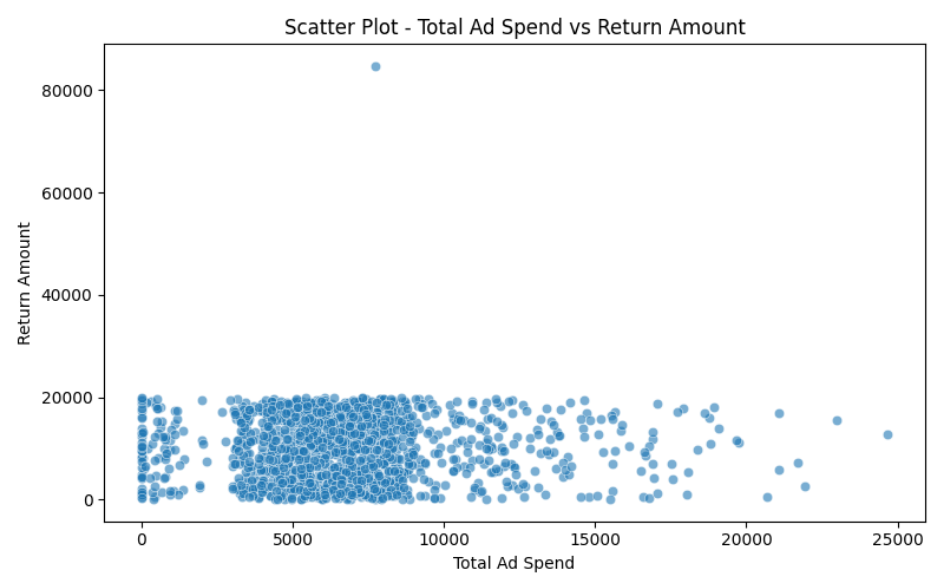 Scatter Plot - Total Ad Spend vs Return Amount
80000
60000
40000
20000
0
Return Amount
0 5000 10000 15000 20000 25000
Total Ad Spend